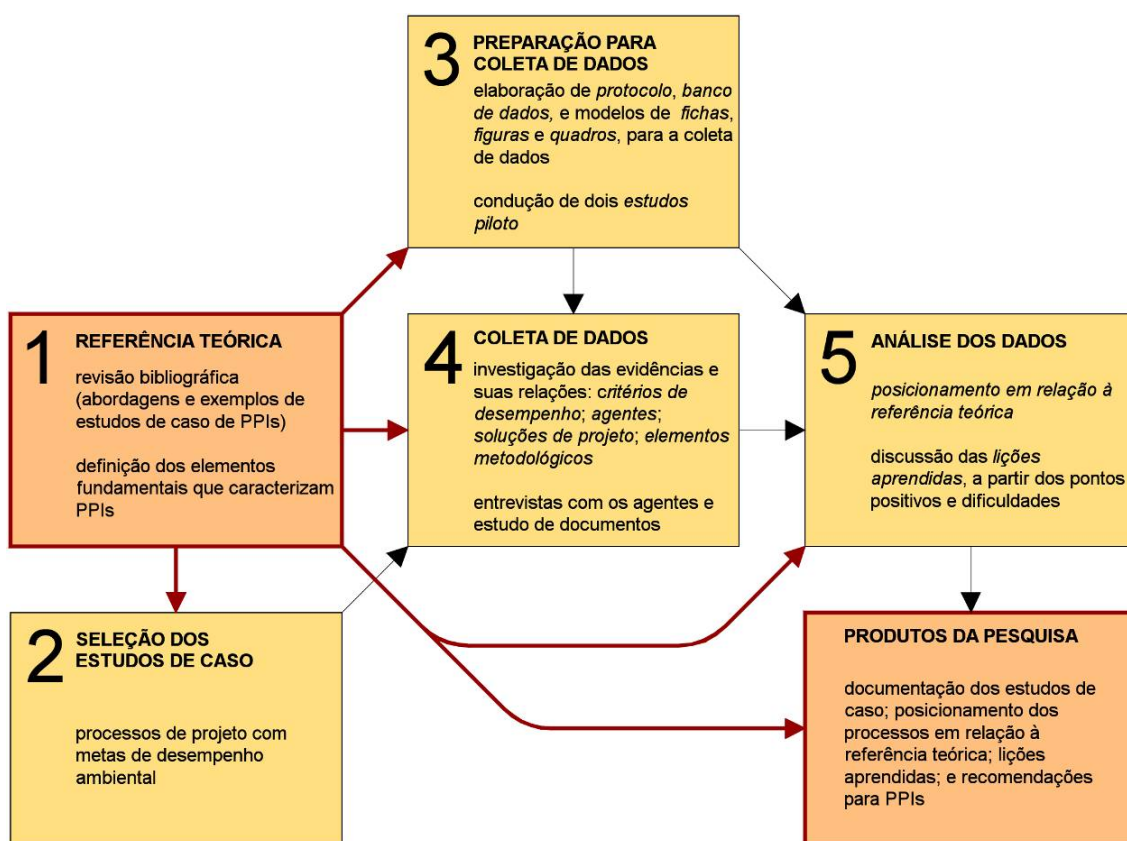 3
PREPARAÇÃO PARA
COLETA DE DADOS
elaboração de protocolo, banco
de dados, e modelos de fichas,
figuras e quadros, para a coleta
de dados
condução de dois estudos
piloto
1
REFERÊNCIA TEÓRICA
revisão bibliográfica
(abordagens e exemplos de
estudos de caso de PPIs)
definição dos elementos
fundamentais que caracterizam
PPIs
4
COLETA DE DADOS
investigação das evidências e
suas relações: critérios de
desempenho; agentes;
soluções de projeto; elementos
metodológicos
entrevistas com os agentes e
estudo de documentos
5
ANÁLISE DOS DADOS
posicionamento em relação à
referência teórica
discussão das lições
aprendidas, a partir dos pontos
positivos e dificuldades
2
SELEÇÃO DOS
ESTUDOS DE CASO
processos de projeto com
metas de desempenho
ambiental
PRODUTOS DA PESQUISA
documentação dos estudos de
caso; posicionamento dos
processos em relação à
referência teórica; lições
aprendidas; e recomendações
para PPIs